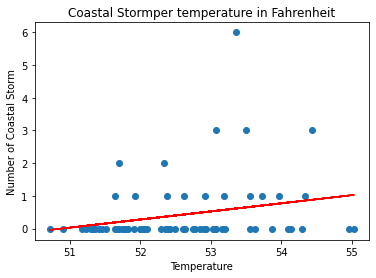 Coastal Stormper temperature in Fahrenheit
Number of Coastal Storm
6
5
4
3
2
1
0
51 52 53 54 55
Temperature